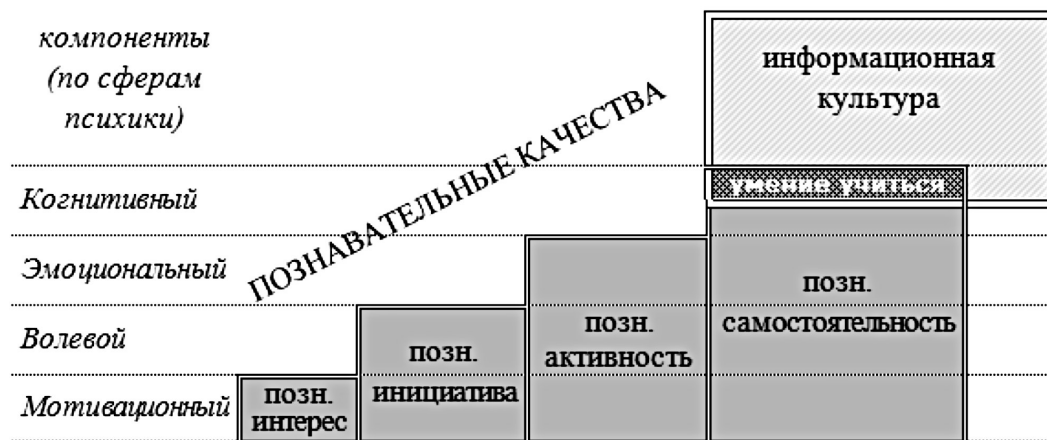 компоненты
(по сферам
психики)
информационная
культура
ПОЗНАВАТЕЛЬНЫЕ КАЧЕСТВА
Когнитивный
умение учиться
Эмоциональный
позн.
самостоятельность
Волевой
позн.
активность
позн.
инициатива
Мотивационный
позн.
интерес